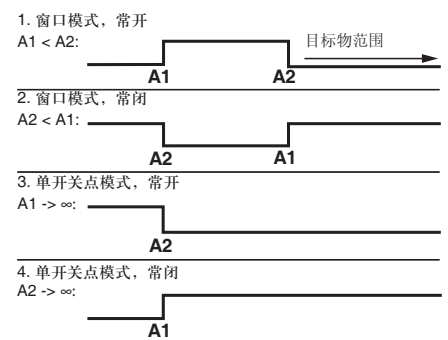 1. 窗口模式，常开
A1 < A2:
目标物范围
A1 A2
2. 窗口模式，常闭
A2 < A1:
A2 A1
3. 单开关点模式，常开
A1 -> ∞:
A2
4. 单开关点模式，常闭
A2 -> ∞:
A1